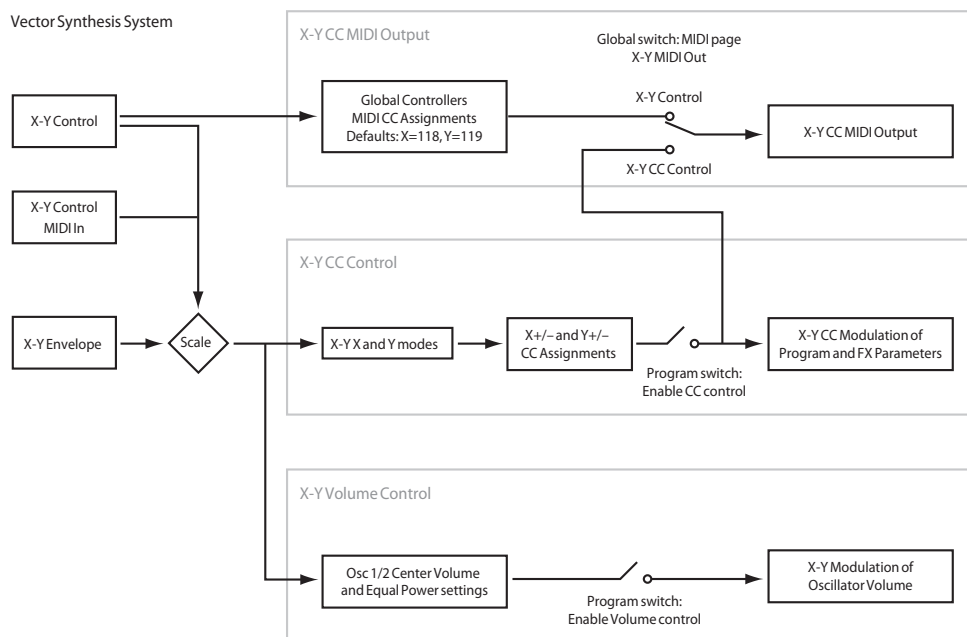 Vector Synthesis System
X-Y CC MIDI Output
Global switch: MIDI page
X-Y MIDI Out
X-Y Control
Global Controllers
MIDI CC Assignments
Defaults: X=118, Y=119
X-Y Control
X-Y CC MIDI Output
X-Y CC Control
X-Y Control
MIDI In
X-Y CC Control
X-Y Envelope
Scale
X-Y X and Y modes
X+/– and Y+/–
CC Assignments
Program switch:
Enable CC control
X-Y CC Modulation of
Program and FX Parameters
X-Y Volume Control
Osc 1/2 Center Volume
and Equal Power settings
Program switch:
Enable Volume control
X-Y Modulation of
Oscillator Volume